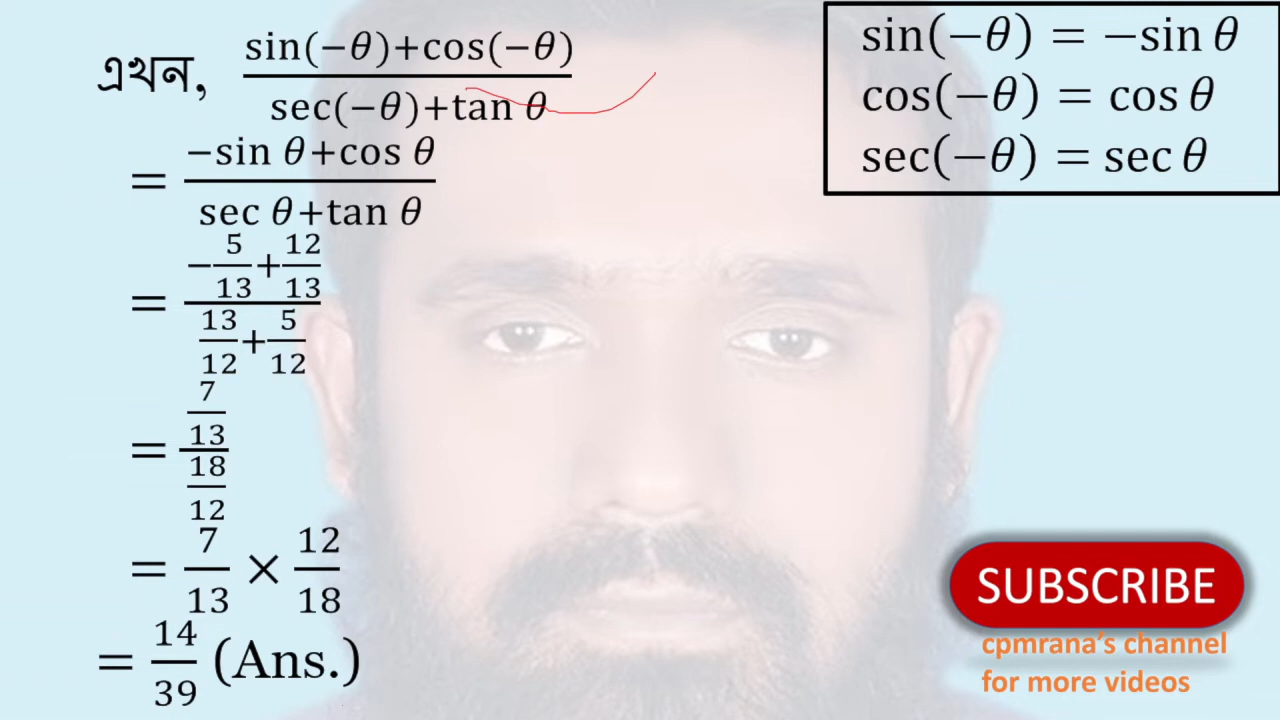 এখন, (sin(−θ)+cos(−θ))/(sec(−θ)+tan θ)
= (−sin θ+cos θ)/(sec θ+tan θ)
= (−5/13+12/13)/(13/12+5/12)
= (7/13)/(18/12)
= 7/13 × 12/18
= 14/39 (Ans.)
sin(−θ) = −sin θ
cos(−θ) = cos θ
sec(−θ) = sec θ
SUBSCRIBE
cpmrana's channel
for more videos